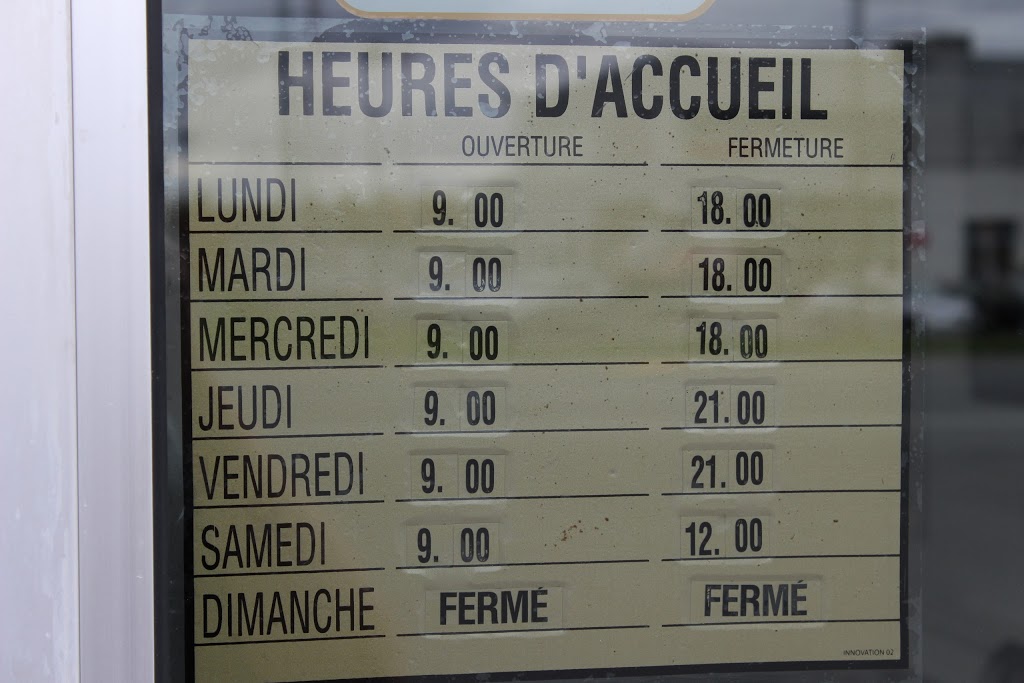 HEURES D'ACCUEIL
OUVERTURE FERMETURE
LUNDI 9. 00 18. 00
MARDI 9. 00 18. 00
MERCREDI 9. 00 18. 00
JEUDI 9. 00 21. 00
VENDREDI 9. 00 21. 00
SAMEDI 9. 00 12. 00
DIMANCHE FERMÉ FERMÉ
INNOVATION 02